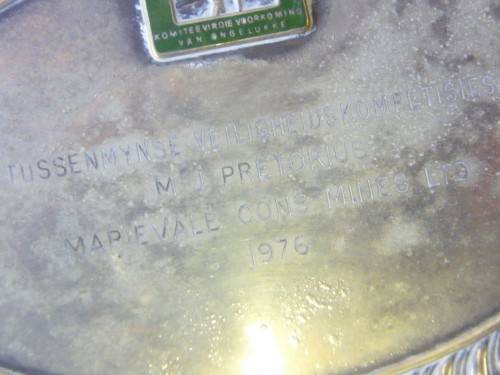 KOMITEE VIR DIE VOORKOMING
VAN ONGELUKKE
TUSSENMYNSE VEILIGHEIDSKOMPETISIES
M J PRETORIUS
MARIEVALE CONS MINES LTD
1976